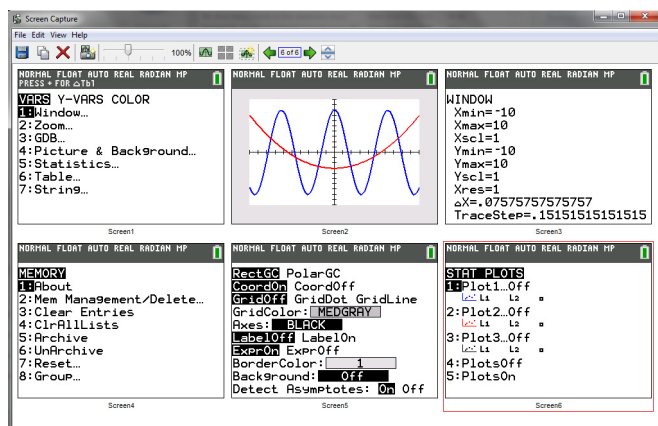 Screen Capture
File Edit View Help
100%
6 of 6
NORMAL FLOAT AUTO REAL RADIAN MP
PRESS + FOR △Tbl
VARS Y-VARS COLOR
1:Window…
2:Zoom…
3:GDB…
4:Picture & Background…
5:Statistics…
6:Table…
7:String…
Screen1
NORMAL FLOAT AUTO REAL RADIAN MP
Screen2
NORMAL FLOAT AUTO REAL RADIAN MP
WINDOW
Xmin=-10
Xmax=10
Xscl=1
Ymin=-10
Ymax=10
Yscl=1
Xres=1
△X=.07575757575757
TraceStep=.15151515151515
Screen3
NORMAL FLOAT AUTO REAL RADIAN MP
MEMORY
1:About
2:Mem Management/Delete…
3:Clear Entries
4:ClrAllLists
5:Archive
6:UnArchive
7:Reset…
8:Group…
Screen4
NORMAL FLOAT AUTO REAL RADIAN MP
RectGC PolarGC
CoordOn CoordOff
GridOff GridDot GridLine
GridColor: MEDGRAY
Axes: BLACK
LabelOff LabelOn
ExprOn ExprOff
BorderColor: 1
Background: Off
Detect Asymptotes: On Off
Screen5
NORMAL FLOAT AUTO REAL RADIAN MP
STAT PLOTS
1:Plot1…Off
L1 L2
2:Plot2…Off
L1 L2
3:Plot3…Off
L1 L2
4:PlotsOff
5:PlotsOn
Screen6